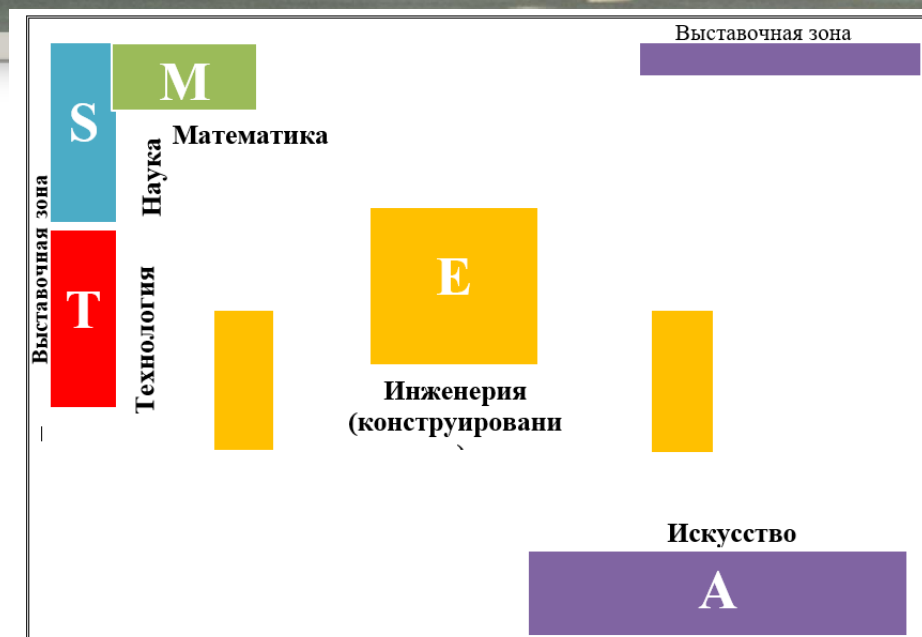 Выставочная зона
M
S
Математика
Наука
Выставочная зона
E
T
Технология
Инженерия
(конструировани
)
Искусство
A